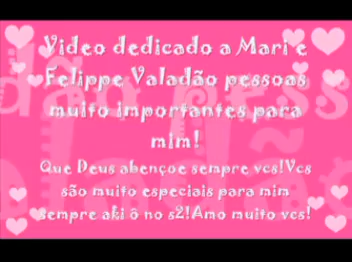 Video dedicado a Mari e
Felippe Valadão pessoas
muito importantes para
mim!
Que Deus abençoe sempre vcs!Vcs
são muito especiais para mim
sempre aki ô no s2!Amo muito vcs!